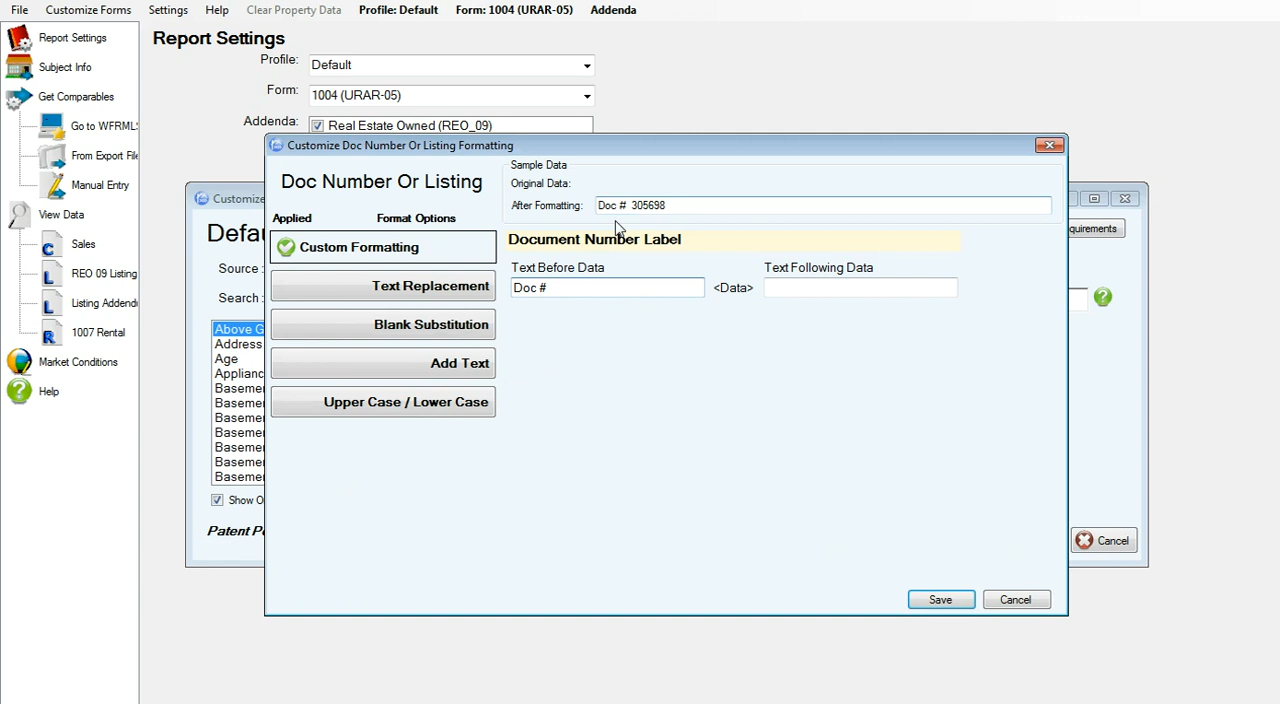 File Customize Forms Settings Help Clear Property Data Profile: Default Form: 1004 (URAR-05) Addenda
Report Settings
Subject Info
Get Comparables
Go to WFRMLS
From Export File
Manual Entry
View Data
Sales
REO 09 Listing
Listing Addend
1007 Rental
Market Conditions
Help
Report Settings
Profile: Default
Form: 1004 (URAR-05)
Addenda: Real Estate Owned (REO_09)
Customize
Defau
Source :
Search :
Above G
Address
Age
Applianc
Basemer
Basemer
Basemer
Basemer
Basemer
Basemer
Basemer
Show O
Patent P
quirements
Cancel
Customize Doc Number Or Listing Formatting
Doc Number Or Listing
Applied Format Options
Custom Formatting
Text Replacement
Blank Substitution
Add Text
Upper Case / Lower Case
Sample Data
Original Data:
After Formatting: Doc # 305698
Document Number Label
Text Before Data Text Following Data
Doc # <Data>
Save Cancel